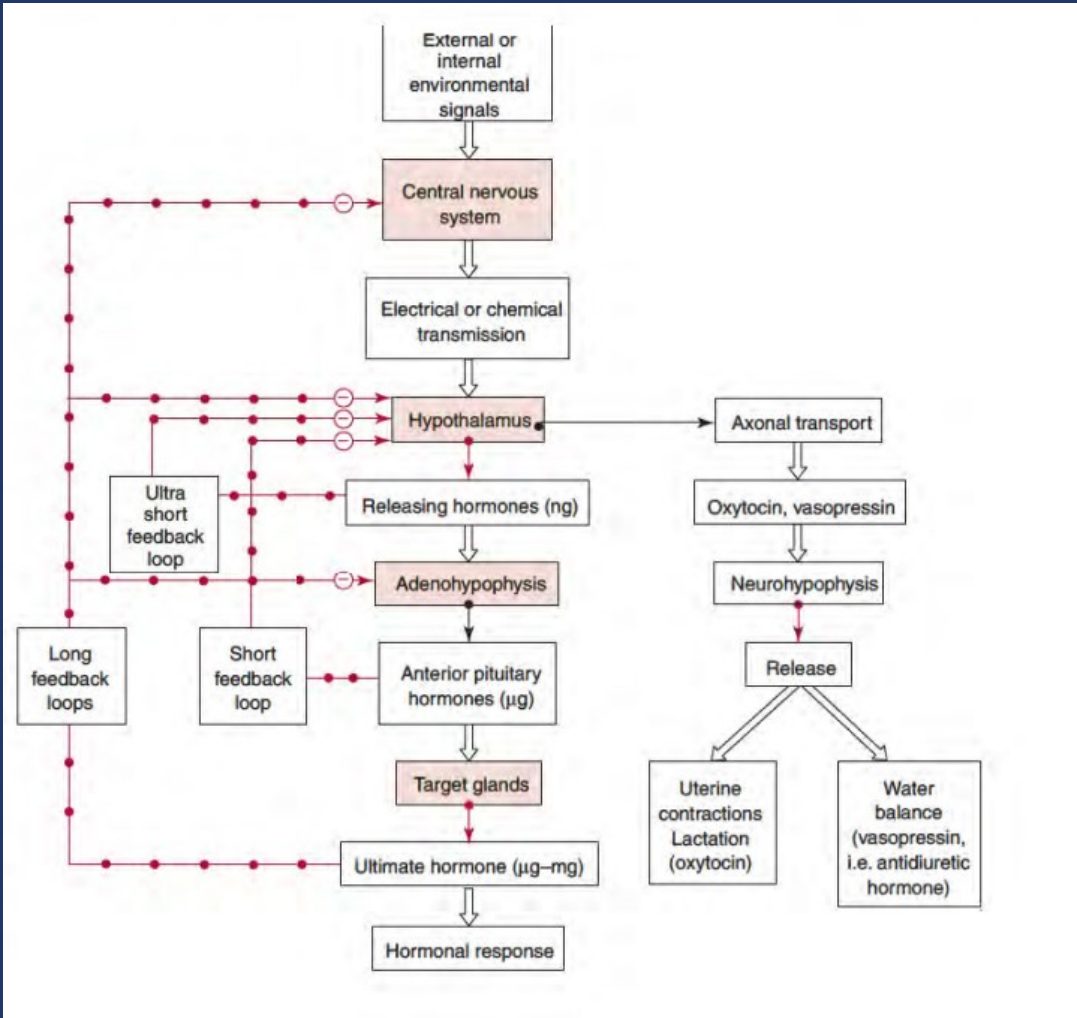 External or
internal
environmental
signals
Central nervous
system
Electrical or chemical
transmission
Hypothalamus
Axonal transport
Ultra
short
feedback
loop
Releasing hormones (ng)
Oxytocin, vasopressin
Adenohypophysis
Neurohypophysis
Long
feedback
loops
Short
feedback
loop
Anterior pituitary
hormones (μg)
Release
Target glands
Uterine
contractions
Lactation
(oxytocin)
Water
balance
(vasopressin,
i.e. antidiuretic
hormone)
Ultimate hormone (μg–mg)
Hormonal response